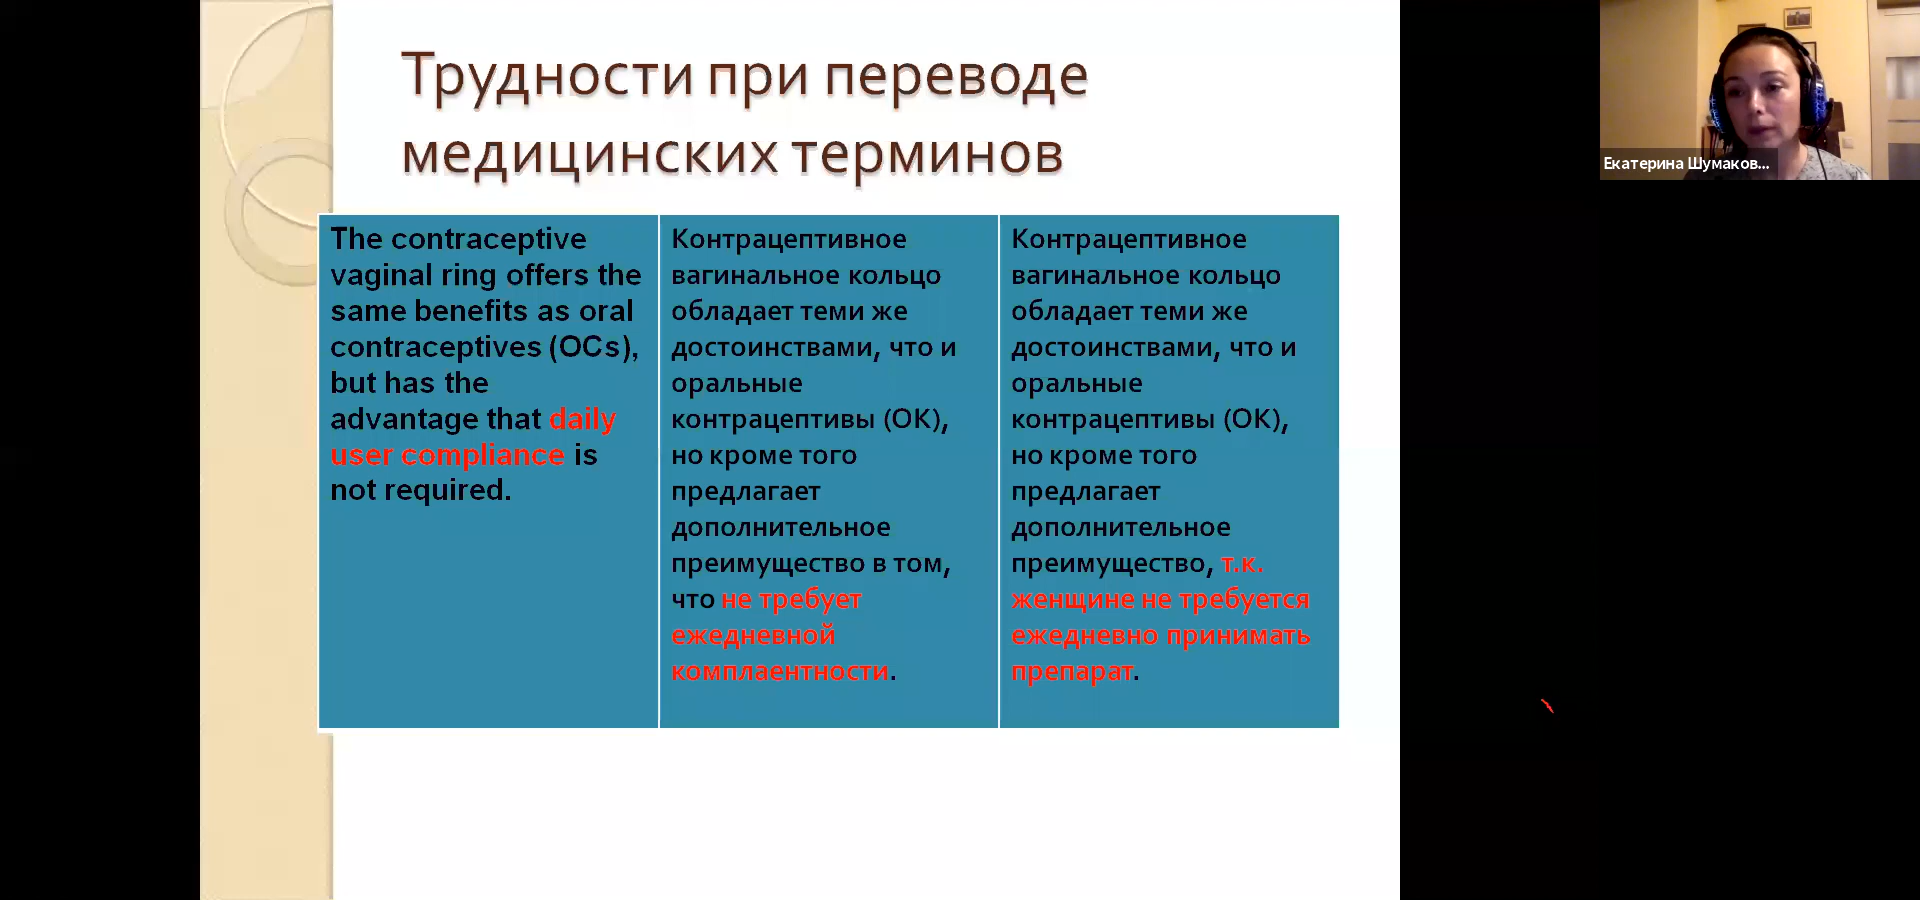 Трудности при переводе
медицинских терминов
The contraceptive
vaginal ring offers the
same benefits as oral
contraceptives (OCs),
but has the
advantage that daily
user compliance is
not required.
Контрацептивное
вагинальное кольцо
обладает теми же
достоинствами, что и
оральные
контрацептивы (ОК),
но кроме того
предлагает
дополнительное
преимущество в том,
что не требует
ежедневной
комплаентности.
Контрацептивное
вагинальное кольцо
обладает теми же
достоинствами, что и
оральные
контрацептивы (ОК),
но кроме того
предлагает
дополнительное
преимущество, т.к.
женщине не требуется
ежедневно принимать
препарат.
Екатерина Шумаков...